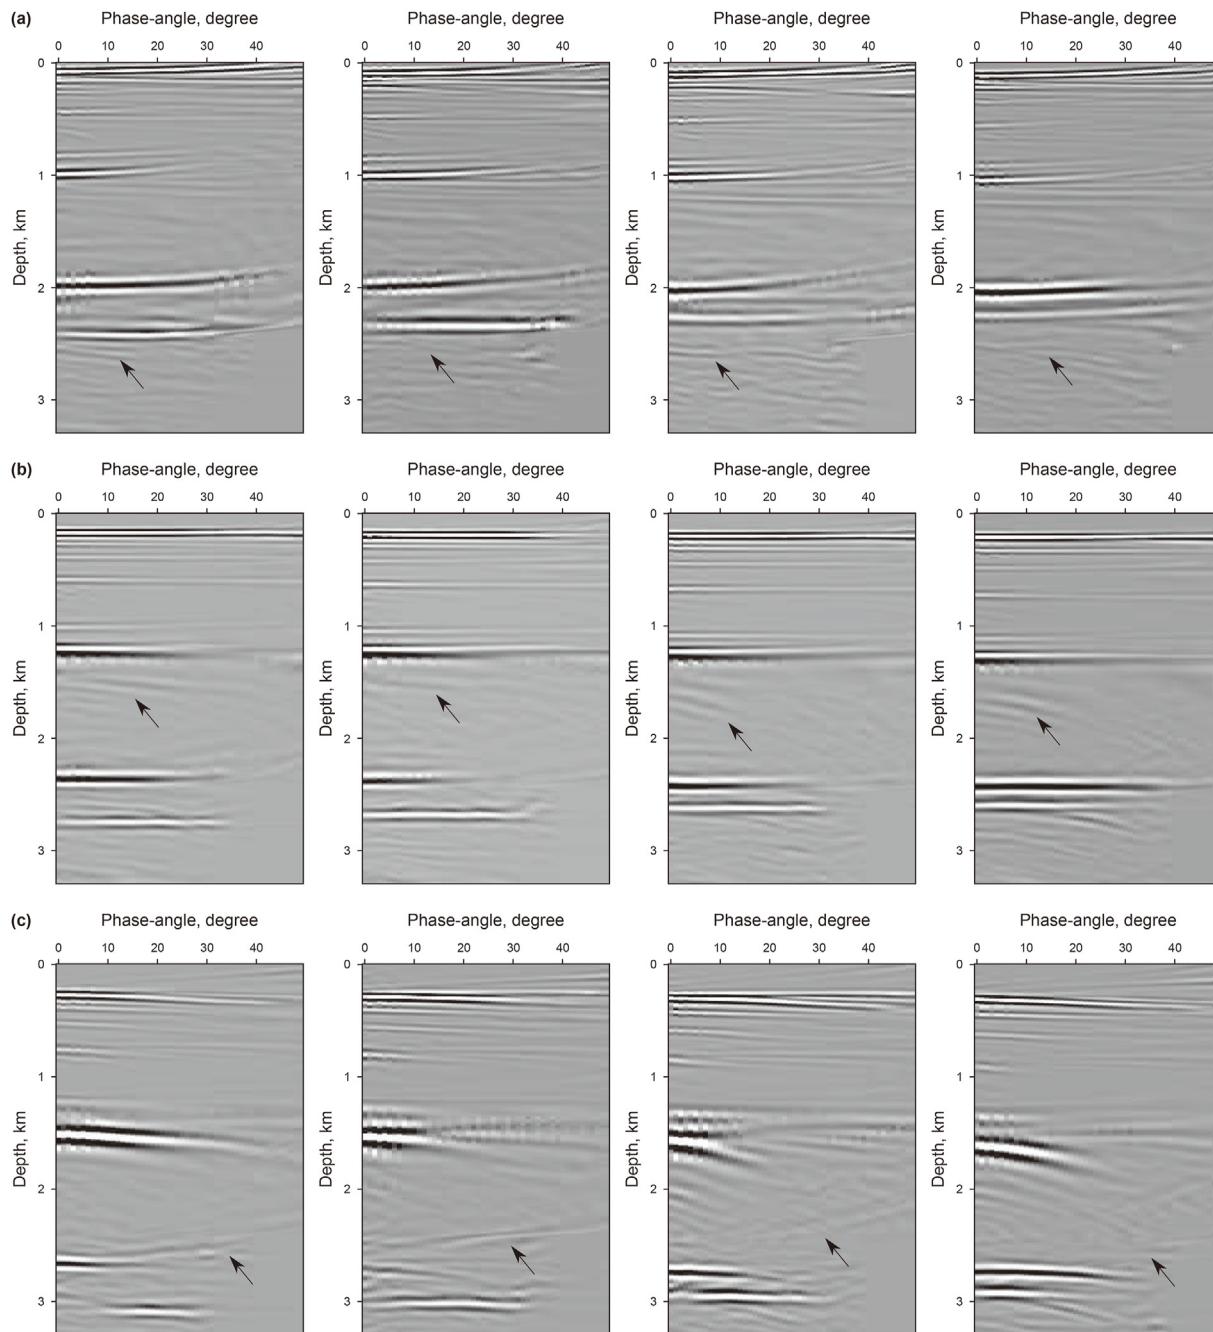 (a) Phase-angle, degree Phase-angle, degree Phase-angle, degree Phase-angle, degree
0 10 20 30 40 0 10 20 30 40 0 10 20 30 40 0 10 20 30 40
0 0 0 0
1 1 1 1
Depth, km Depth, km Depth, km Depth, km
2 2 2 2
3 3 3 3
(b) Phase-angle, degree Phase-angle, degree Phase-angle, degree Phase-angle, degree
0 10 20 30 40 0 10 20 30 40 0 10 20 30 40 0 10 20 30 40
0 0 0 0
1 1 1 1
Depth, km Depth, km Depth, km Depth, km
2 2 2 2
3 3 3 3
(c) Phase-angle, degree Phase-angle, degree Phase-angle, degree Phase-angle, degree
0 10 20 30 40 0 10 20 30 40 0 10 20 30 40 0 10 20 30 40
0 0 0 0
1 1 1 1
Depth, km Depth, km Depth, km Depth, km
2 2 2 2
3 3 3 3